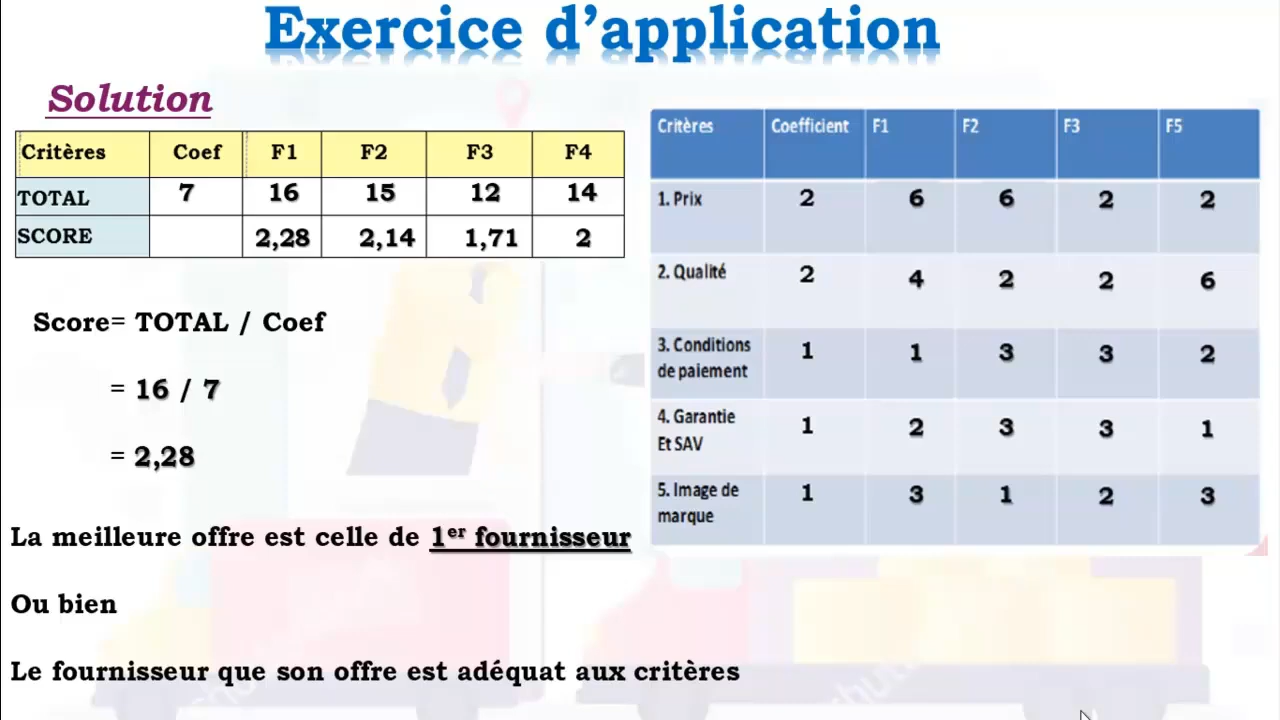 Exercice d’application
Solution
Critères Coef F1 F2 F3 F4
TOTAL 7 16 15 12 14
SCORE 2,28 2,14 1,71 2
Score= TOTAL / Coef
= 16 / 7
= 2,28
La meilleure offre est celle de 1er fournisseur
Ou bien
Le fournisseur que son offre est adéquat aux critères
Critères Coefficient F1 F2 F3 F5
1. Prix 2 6 6 2 2
2. Qualité 2 4 2 2 6
3. Conditions
de paiement 1 1 3 3 2
4. Garantie
Et SAV 1 2 3 3 1
5. Image de
marque 1 3 1 2 3